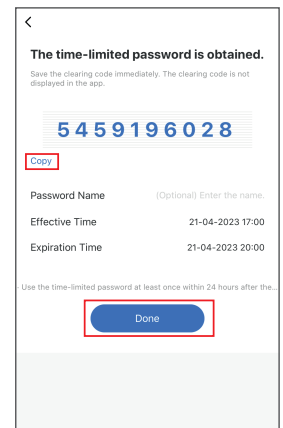 The time-limited password is obtained.
Save the clearing code immediately. The clearing code is not
displayed in the app.
5459196028
Copy
Password Name (Optional) Enter the name.
Effective Time 21-04-2023 17:00
Expiration Time 21-04-2023 20:00
· Use the time-limited password at least once within 24 hours after the...
Done